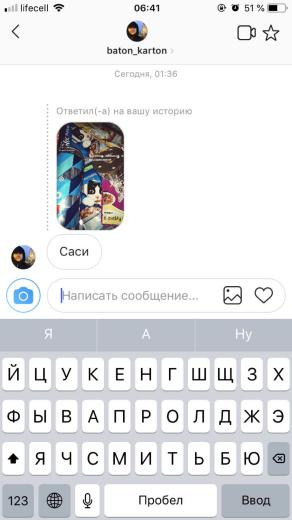 lifecell 06:41 51 %
baton_karton >
Сегодня, 01:36
Ответил(-а) на вашу историю
Саси
Написать сообщение...
Я А Ну
Й Ц У К Е Н Г Ш Щ З Х
Ф Ы В А П Р О Л Д Ж Э
Я Ч С М И Т Ь Б Ю
123 Пробел Ввод